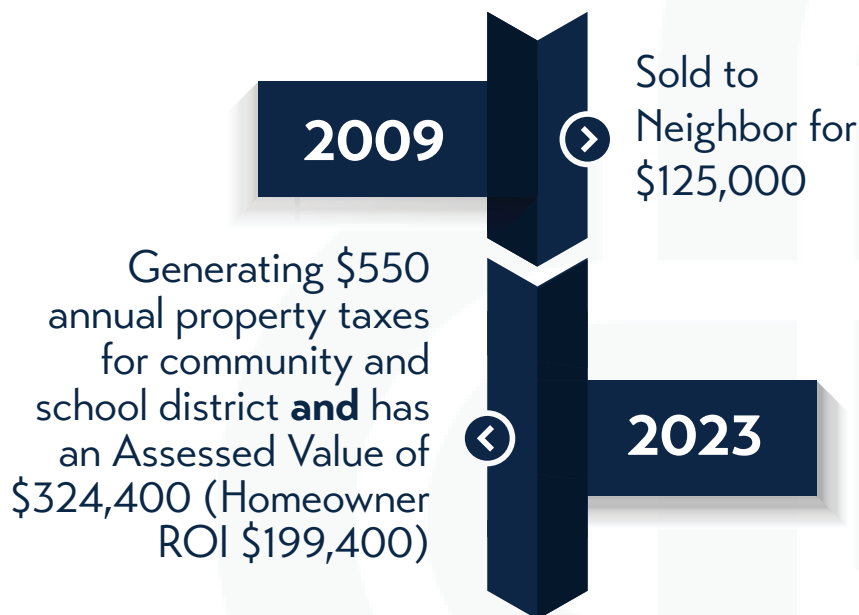 2009
Sold to
Neighbor for
$125,000
Generating $550
annual property taxes
for community and
school district and has
an Assessed Value of
$324,400 (Homeowner
ROI $199,400)
2023